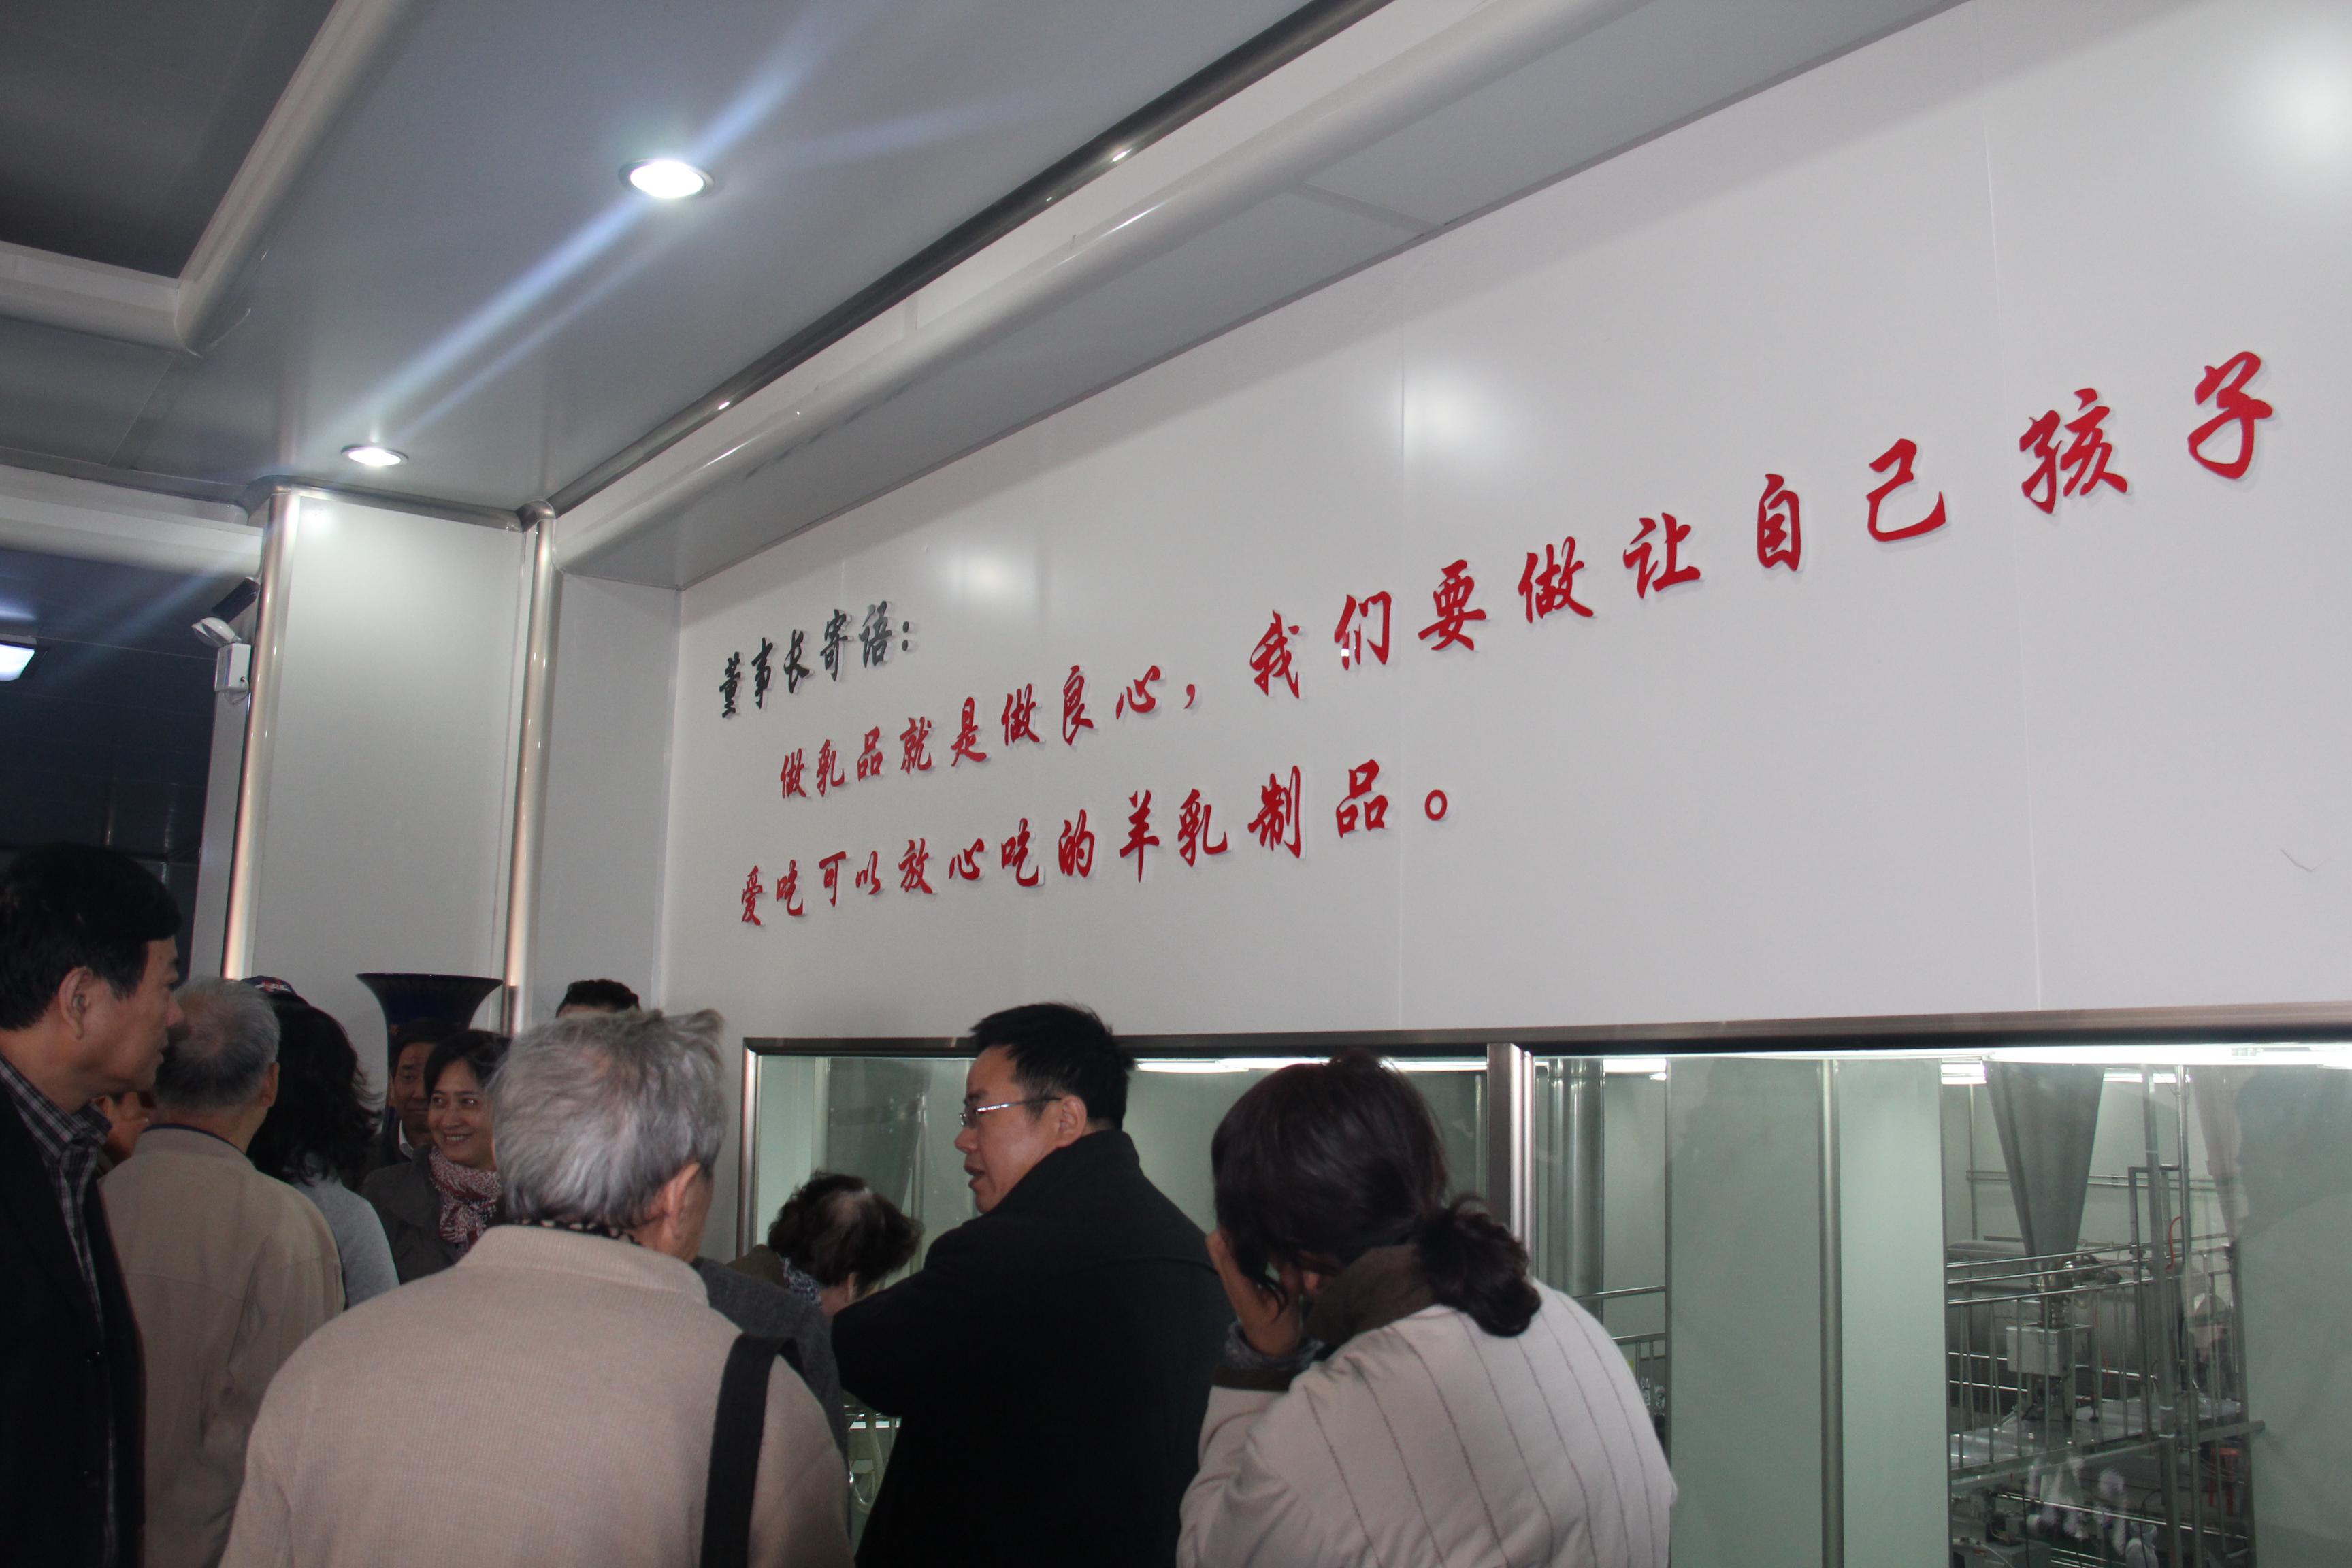 董事长寄语：
做乳品就是做良心，我们要做让自己孩子
爱吃可以放心吃的羊乳制品。